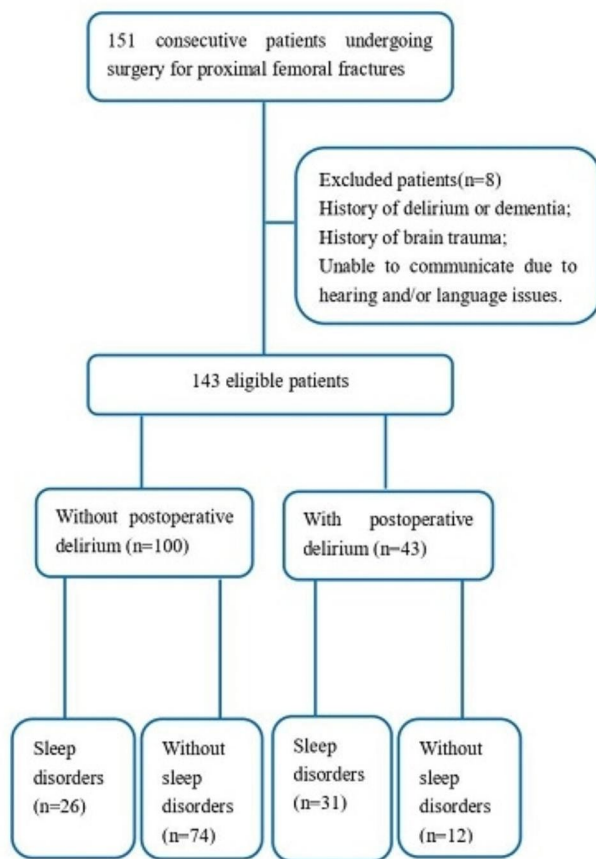 151 consecutive patients undergoing
surgery for proximal femoral fractures
Excluded patients(n=8)
History of delirium or dementia;
History of brain trauma;
Unable to communicate due to
hearing and/or language issues.
143 eligible patients
Without postoperative
delirium (n=100)
With postoperative
delirium (n=43)
Sleep
disorders
(n=26)
Without
sleep
disorders
(n=74)
Sleep
disorders
(n=31)
Without
sleep
disorders
(n=12)